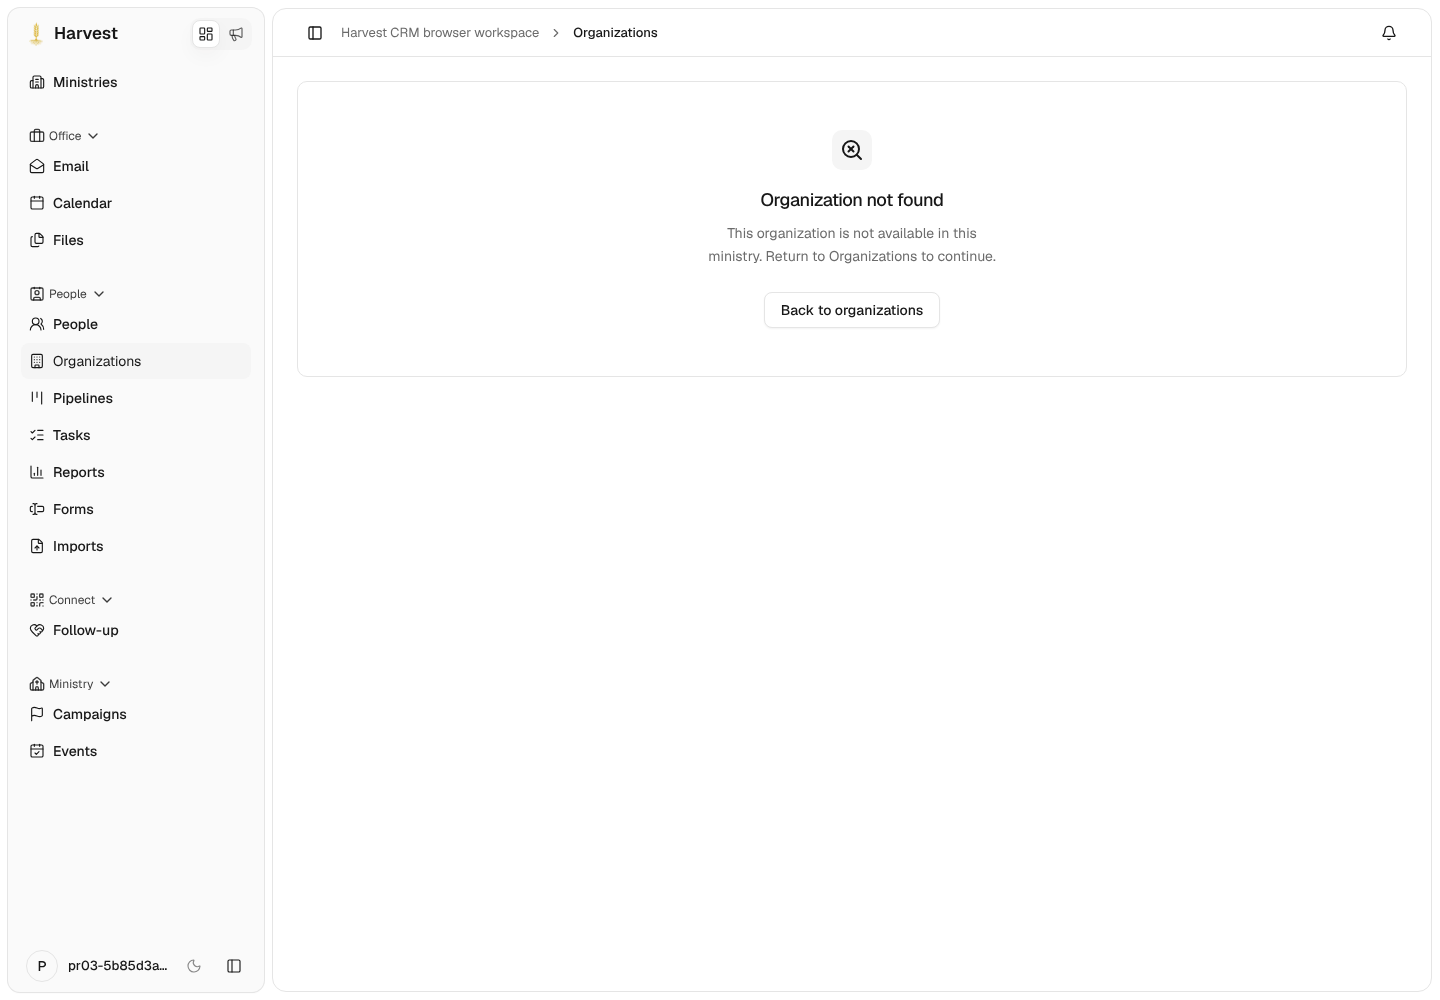 Harvest
Ministries
Office
Email
Calendar
Files
People
People
Organizations
Pipelines
Tasks
Reports
Forms
Imports
Connect
Follow-up
Ministry
Campaigns
Events
P
pr03-5b85d3a...
Harvest CRM browser workspace
Organizations
Organization not found
This organization is not available in this
ministry. Return to Organizations to continue.
Back to organizations